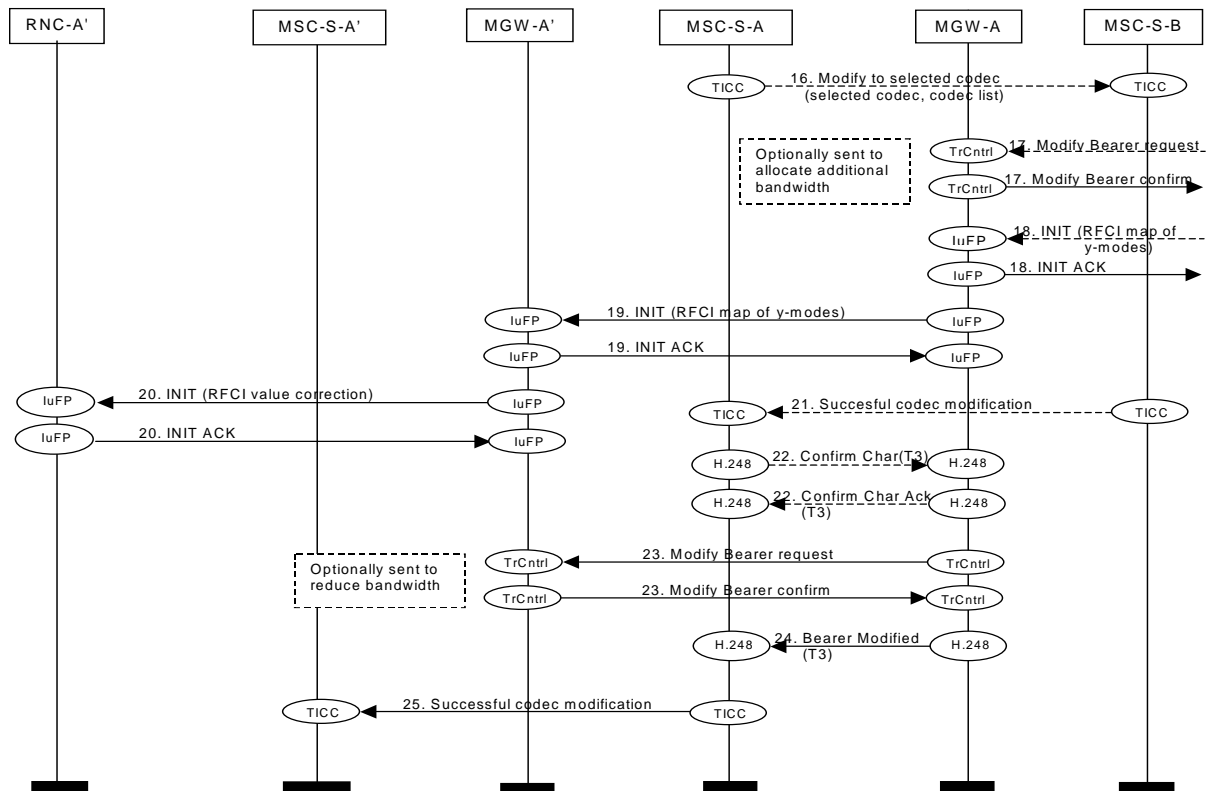 RNC-A'
MSC-S-A'
MGW-A'
MSC-S-A
MGW-A
MSC-S-B
TICC
16. Modify to selected codec
(selected codec, codec list)
TICC
Optionally sent to
allocate additional
bandwidth
TrCntrl
17. Modify Bearer request
TrCntrl
17. Modify Bearer confirm
IuFP
18. INIT (RFCI map of
y-modes)
IuFP
18. INIT ACK
IuFP
19. INIT (RFCI map of y-modes)
IuFP
IuFP
19. INIT ACK
IuFP
IuFP
20. INIT (RFCI value correction)
IuFP
TICC
21. Succesful codec modification
TICC
IuFP
20. INIT ACK
IuFP
H.248
22. Confirm Char(T3)
H.248
H.248
22. Confirm Char Ack
(T3)
H.248
Optionally sent to
reduce bandwidth
TrCntrl
23. Modify Bearer request
TrCntrl
TrCntrl
23. Modify Bearer confirm
TrCntrl
H.248
24. Bearer Modified
(T3)
H.248
TICC
25. Successful codec modification
TICC